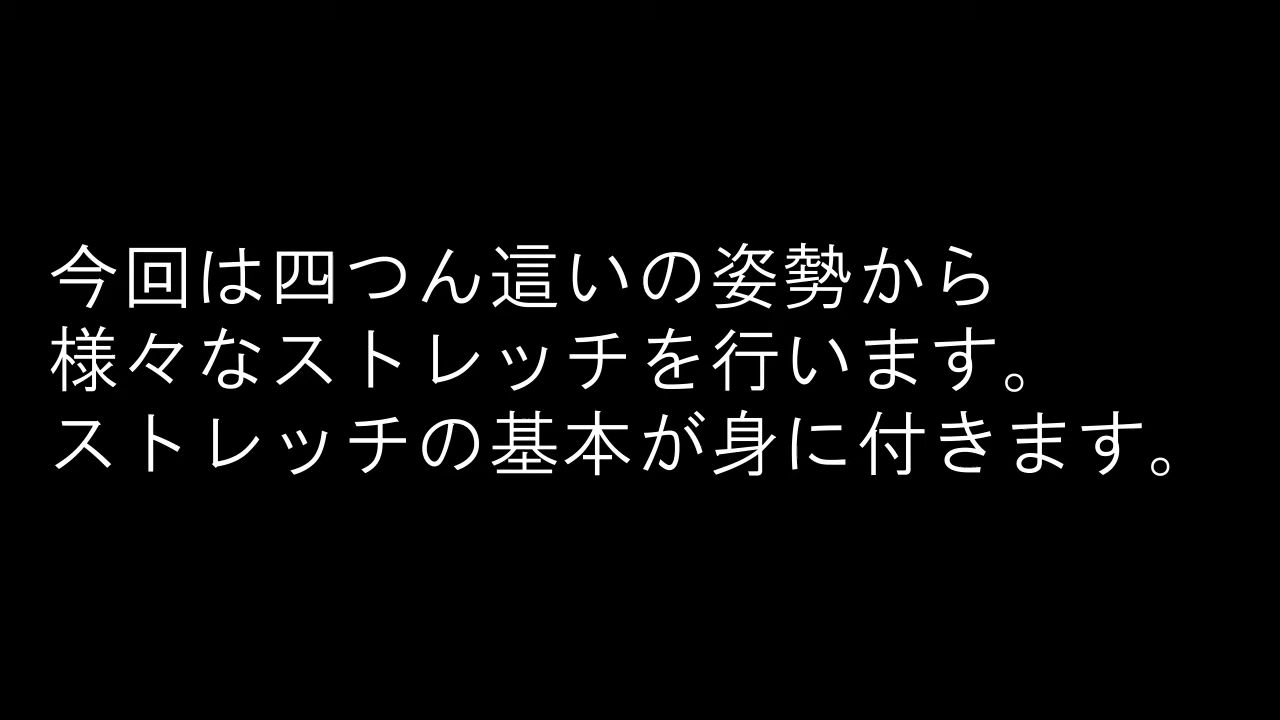 今回は四つん這いの姿勢から
様々なストレッチを行います。
ストレッチの基本が身に付きます。